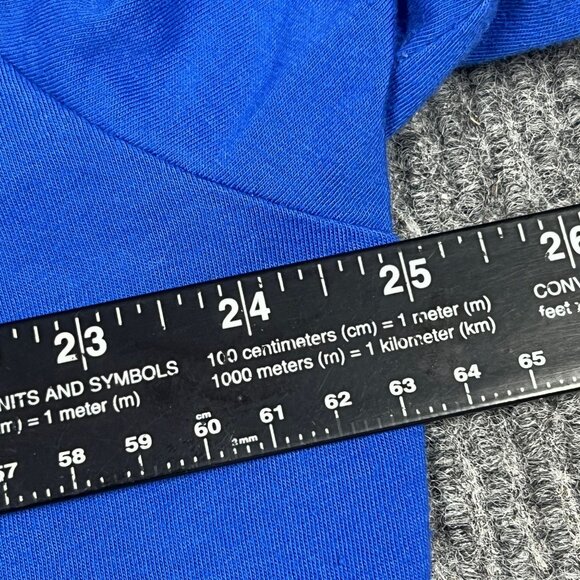 23 24 25 26
NITS AND SYMBOLS 100 centimeters (cm) = 1 meter (m) CONV
= 1 meter (m) 1000 meters (m) = 1 kilometer (km) feet
57 58 59 60 61 62 63 64 65
cm
3mm